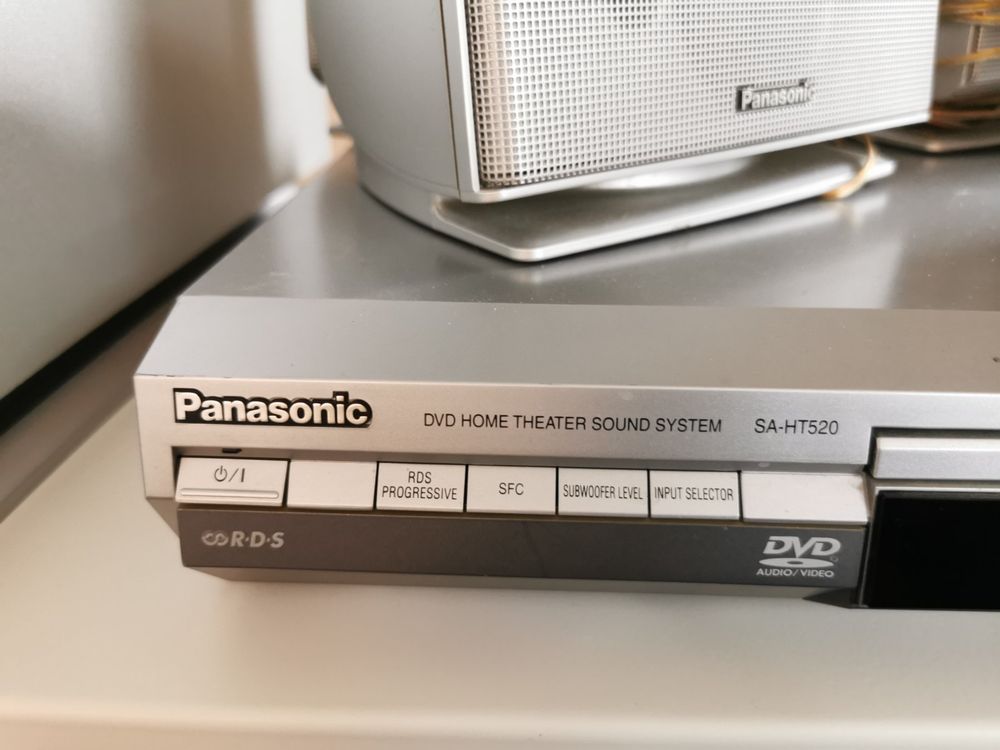 Panasonic
Panasonic
DVD HOME THEATER SOUND SYSTEM SA-HT520
⏻/I
RDS
PROGRESSIVE
SFC
SUBWOOFER LEVEL
INPUT SELECTOR
R·D·S
DVD
AUDIO/VIDEO